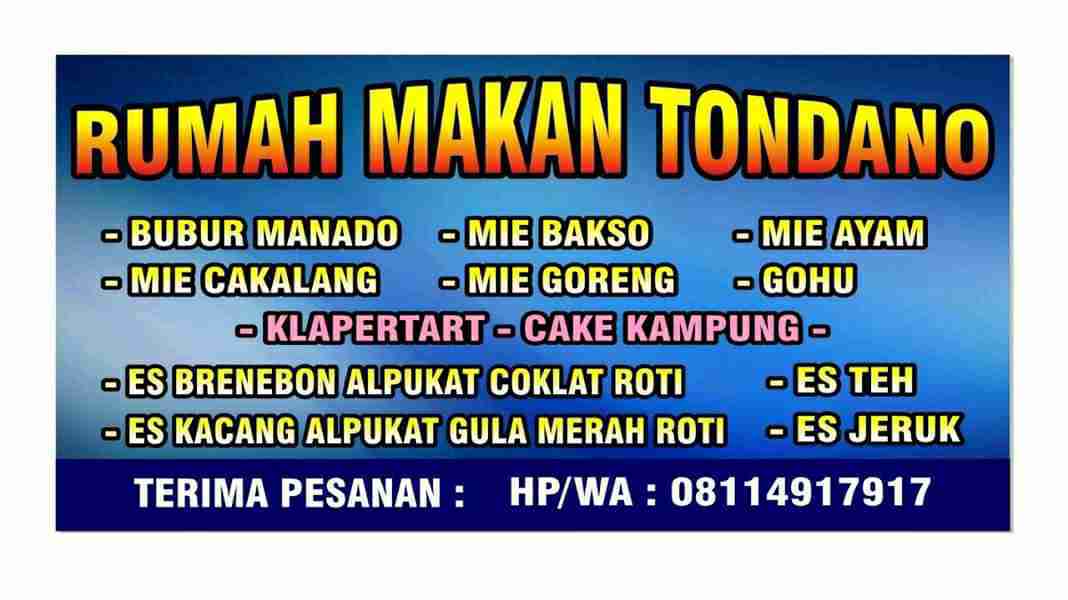 RUMAH MAKAN TONDANO
- BUBUR MANADO - MIE BAKSO - MIE AYAM
- MIE CAKALANG - MIE GORENG - GOHU
- KLAPERTART - CAKE KAMPUNG -
- ES BRENEBON ALPUKAT COKLAT ROTI - ES TEH
- ES KACANG ALPUKAT GULA MERAH ROTI - ES JERUK
TERIMA PESANAN : HP/WA : 08114917917